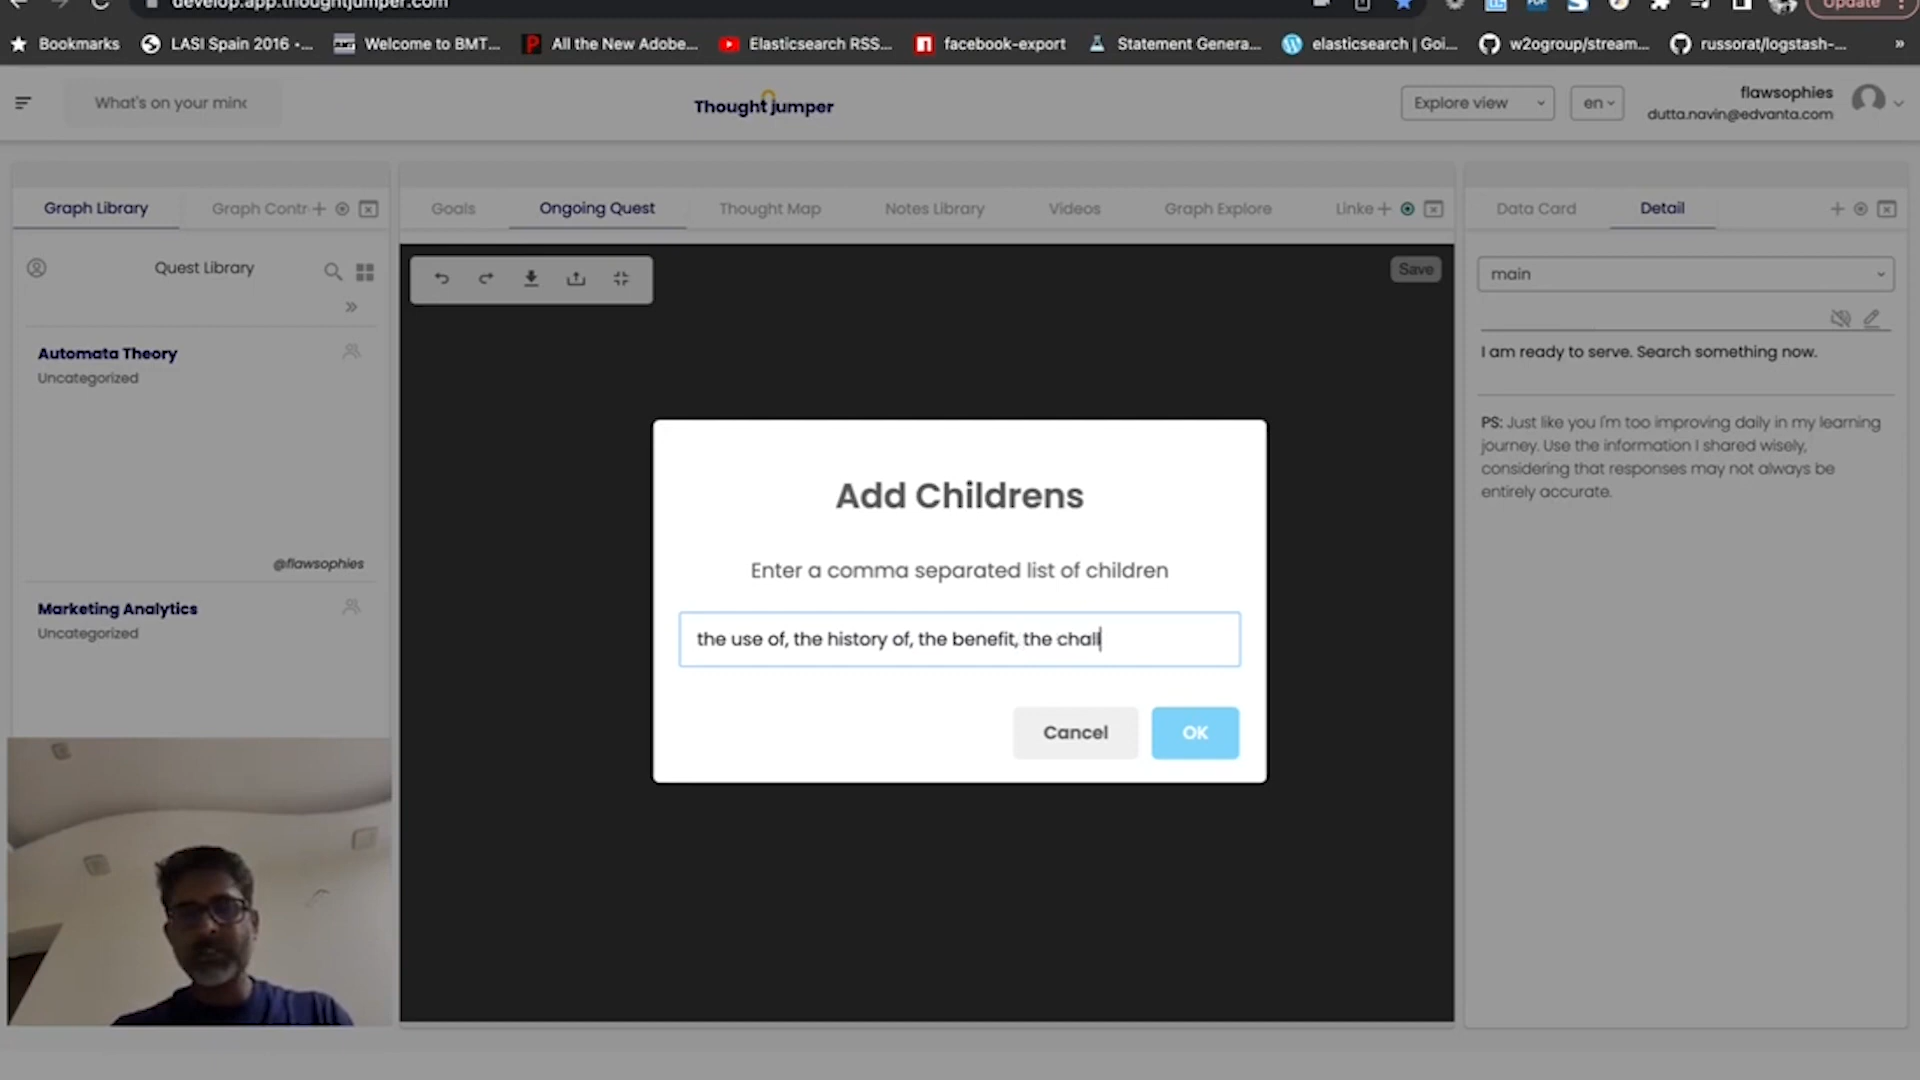 develop.app.thoughtjumper.com
Update
Bookmarks
LASI Spain 2016 •...
Welcome to BMT...
All the New Adobe...
Elasticsearch RSS...
facebook-export
Statement Genera...
elasticsearch | Goi...
w2ogroup/stream...
russorat/logstash-...
»
What's on your minc
Thought jumper
Explore view
en
flawsophies
dutta.navin@edvanta.com
Graph Library
Graph Contr
Goals
Ongoing Quest
Thought Map
Notes Library
Videos
Graph Explore
Linke
Data Card
Detail
Quest Library
Save
main
»
I am ready to serve. Search something now.
Automata Theory
Uncategorized
PS: Just like you I'm too improving daily in my learning
journey. Use the information I shared wisely,
considering that responses may not always be
entirely accurate.
Add Childrens
Enter a comma separated list of children
@flawsophies
Marketing Analytics
Uncategorized
the use of, the history of, the benefit, the chall
Cancel
OK